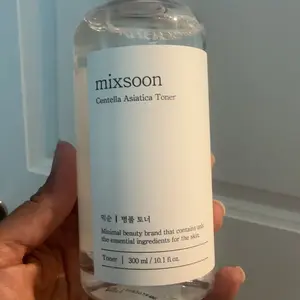 mixsoon
Centella Asiatica Toner
믹순 | 병풀 토너
Minimal beauty brand that contains only
the essential ingredients for the skin.
Toner | 300 ml / 10.1 fl.oz.